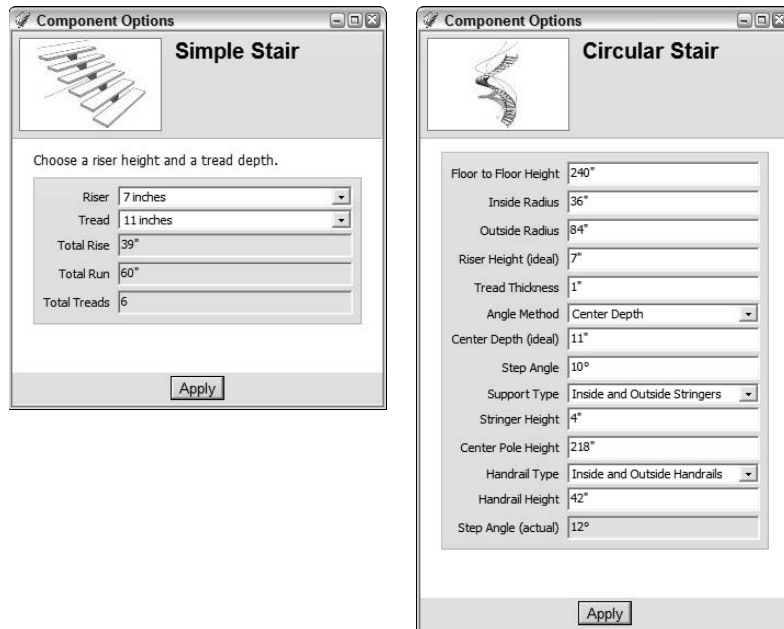 Component Options
Simple Stair
Choose a riser height and a tread depth.
Riser 7 inches
Tread 11 inches
Total Rise 39"
Total Run 60"
Total Treads 6
Apply
Component Options
Circular Stair
Floor to Floor Height 240"
Inside Radius 36"
Outside Radius 84"
Riser Height (ideal) 7"
Tread Thickness 1"
Angle Method Center Depth
Center Depth (ideal) 11"
Step Angle 10°
Support Type Inside and Outside Stringers
Stringer Height 4"
Center Pole Height 218"
Handrail Type Inside and Outside Handrails
Handrail Height 42"
Step Angle (actual) 12°
Apply